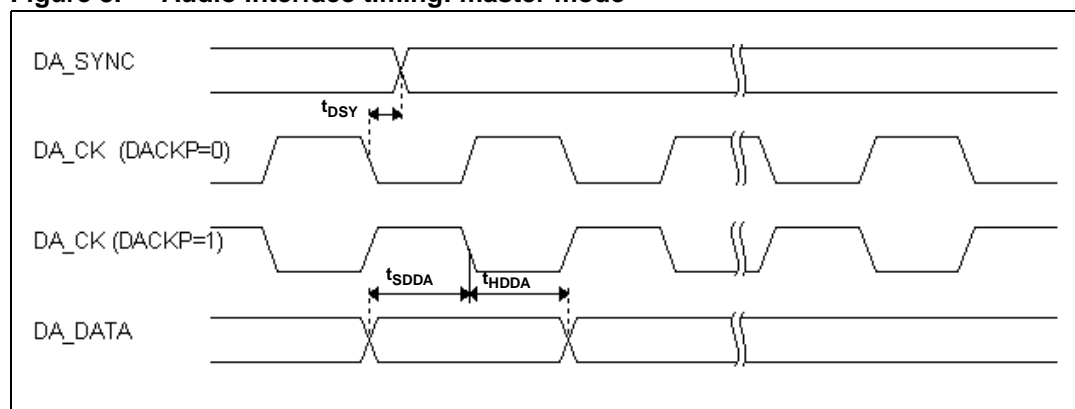 Figure 3. Audio interface timing: master mode
DA_SYNC
tDSY
DA_CK (DACKP=0)
DA_CK (DACKP=1)
tSDDA
tHDDA
DA_DATA